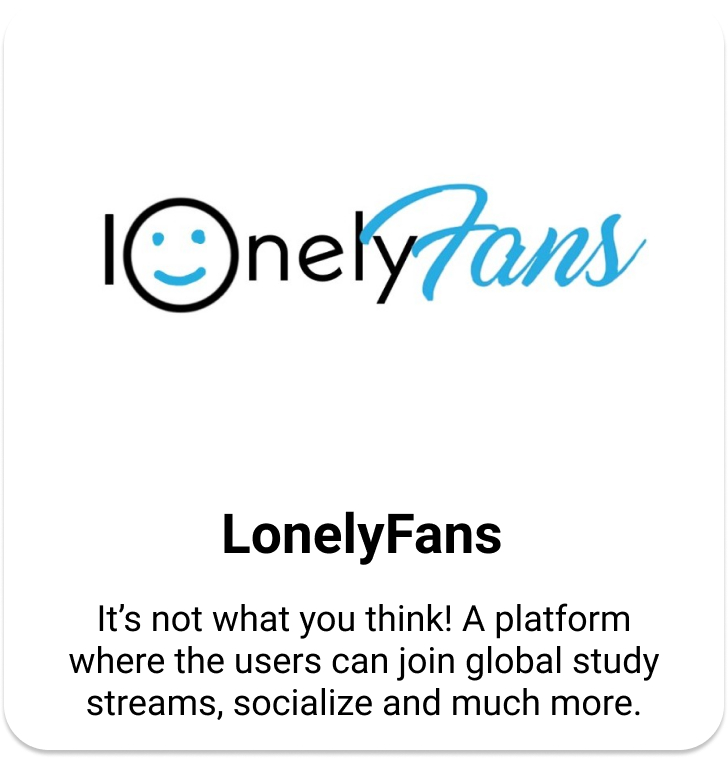 lonelyFans
LonelyFans
It’s not what you think! A platform
where the users can join global study
streams, socialize and much more.